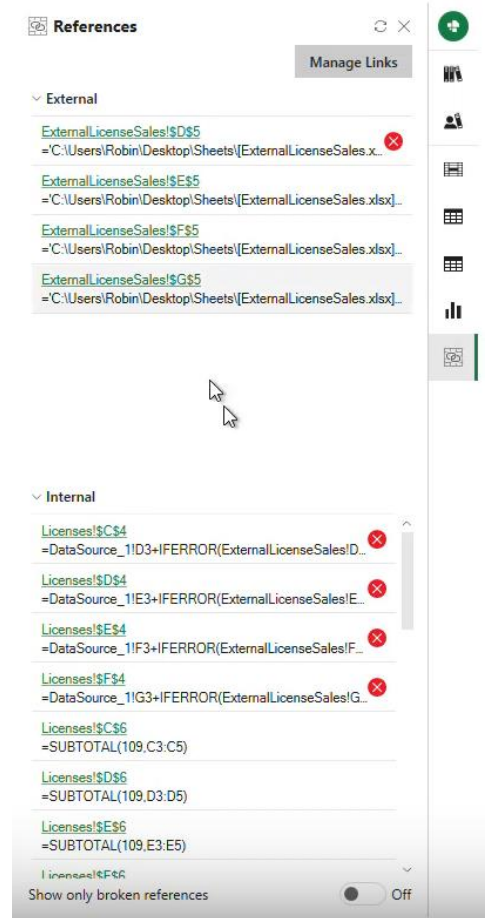 References
Manage Links
External
ExternalLicenseSales!$D$5
='C:\Users\Robin\Desktop\Sheets\[ExternalLicenseSales.x...
ExternalLicenseSales!$E$5
='C:\Users\Robin\Desktop\Sheets\[ExternalLicenseSales.xlsx]...
ExternalLicenseSales!$F$5
='C:\Users\Robin\Desktop\Sheets\[ExternalLicenseSales.xlsx]...
ExternalLicenseSales!$G$5
='C:\Users\Robin\Desktop\Sheets\[ExternalLicenseSales.xlsx]...
Internal
Licenses!$C$4
=DataSource_1!D3+IFERROR(ExternalLicenseSales!D...
Licenses!$D$4
=DataSource_1!E3+IFERROR(ExternalLicenseSales!E...
Licenses!$E$4
=DataSource_1!F3+IFERROR(ExternalLicenseSales!F...
Licenses!$F$4
=DataSource_1!G3+IFERROR(ExternalLicenseSales!G...
Licenses!$C$6
=SUBTOTAL(109,C3:C5)
Licenses!$D$6
=SUBTOTAL(109,D3:D5)
Licenses!$E$6
=SUBTOTAL(109,E3:E5)
Licenses!$F$6
Show only broken references Off